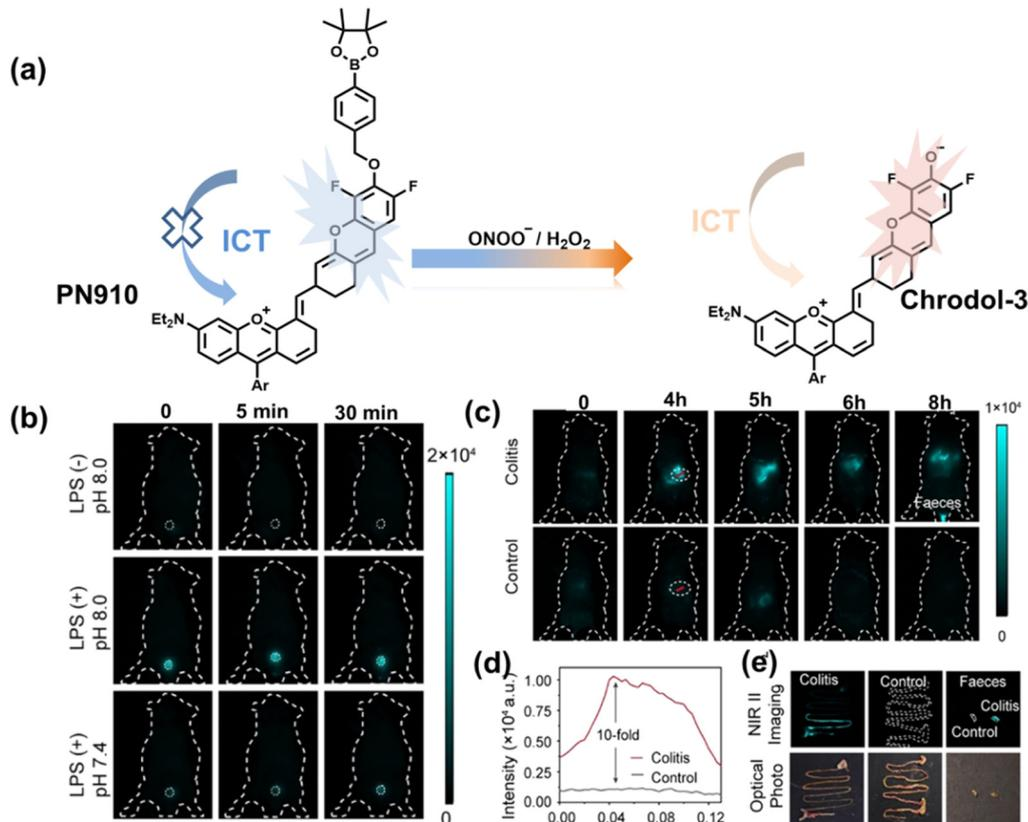 (a)
O
O
B
O
F
F
O
ICT
PN910
Et₂N
O⁺
Ar
ONOO⁻ / H₂O₂
O⁻
F
F
O
ICT
Chrodol-3
Et₂N
O⁺
Ar
(b)
0
5 min
30 min
LPS (-)
pH 8.0
LPS (+)
pH 8.0
LPS (+)
pH 7.4
2×10⁴
0
(c)
0
4h
5h
6h
8h
Colitis
Control
Faeces
1×10⁴
0
(d)
Intensity (×10⁴ a.u.)
1.00
0.75
0.50
0.25
0.00
10-fold
Colitis
Control
0.00
0.04
0.08
0.12
(e)
NIR II
Imaging
Optical
Photo
Colitis
Control
Faeces
Colitis
Control